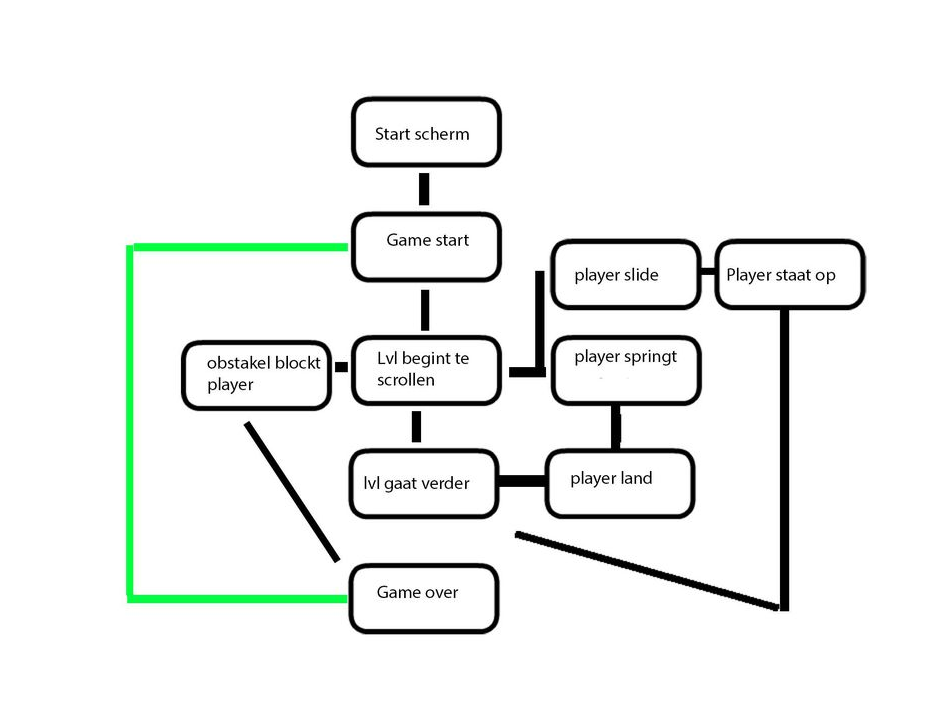 Start scherm
Game start
player slide
Player staat op
obstakel blockt
player
Lvl begint te
scrollen
player springt
lvl gaat verder
player land
Game over